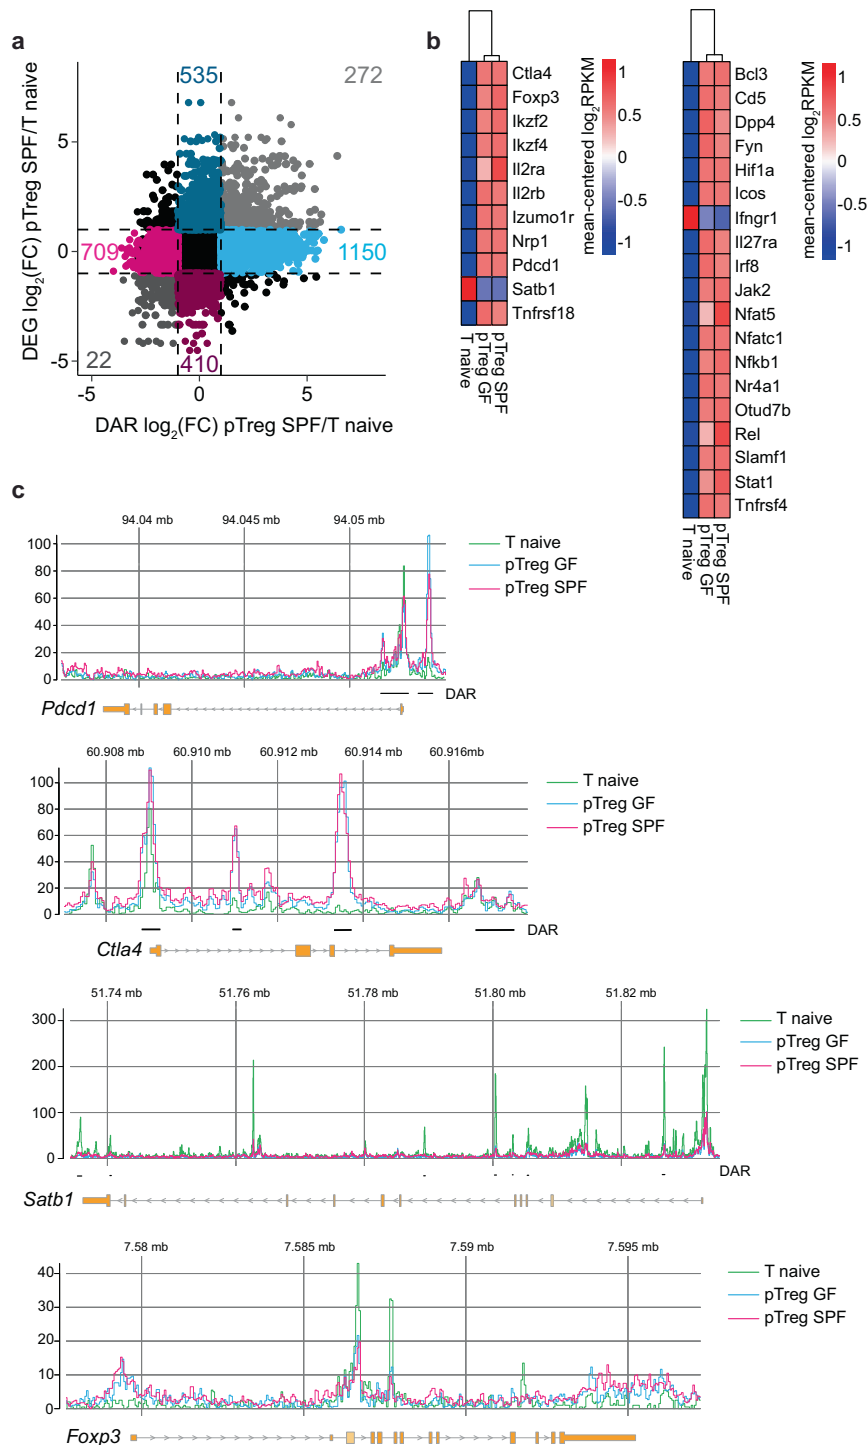 a
535
272
5
0
-5
709
1150
22
410
-5
0
5
DEG log2(FC) pTreg SPF/T naive
DAR log2(FC) pTreg SPF/T naive
b
Ctla4
Foxp3
Ikzf2
Ikzf4
Il2ra
Il2rb
Izumo1r
Nrp1
Pdcd1
Satb1
Tnfrsf18
T naive
pTreg GF
pTreg SPF
1
0.5
0
-0.5
-1
mean-centered log2RPKM
Bcl3
Cd5
Dpp4
Fyn
Hif1a
Icos
Ifngr1
Il27ra
Irf8
Jak2
Nfat5
Nfatc1
Nfkb1
Nr4a1
Otud7b
Rel
Slamf1
Stat1
Tnfrsf4
T naive
pTreg GF
pTreg SPF
1
0.5
0
-0.5
-1
mean-centered log2RPKM
c
94.04 mb 94.045 mb 94.05 mb
100
80
60
40
20
0
T naive
pTreg GF
pTreg SPF
DAR
Pdcd1
60.908 mb 60.910 mb 60.912 mb 60.914 mb 60.916mb
100
80
60
40
20
0
T naive
pTreg GF
pTreg SPF
DAR
Ctla4
51.74 mb 51.76 mb 51.78 mb 51.80 mb 51.82 mb
300
200
100
0
T naive
pTreg GF
pTreg SPF
DAR
Satb1
7.58 mb 7.585 mb 7.59 mb 7.595 mb
40
30
20
10
0
T naive
pTreg GF
pTreg SPF
Foxp3